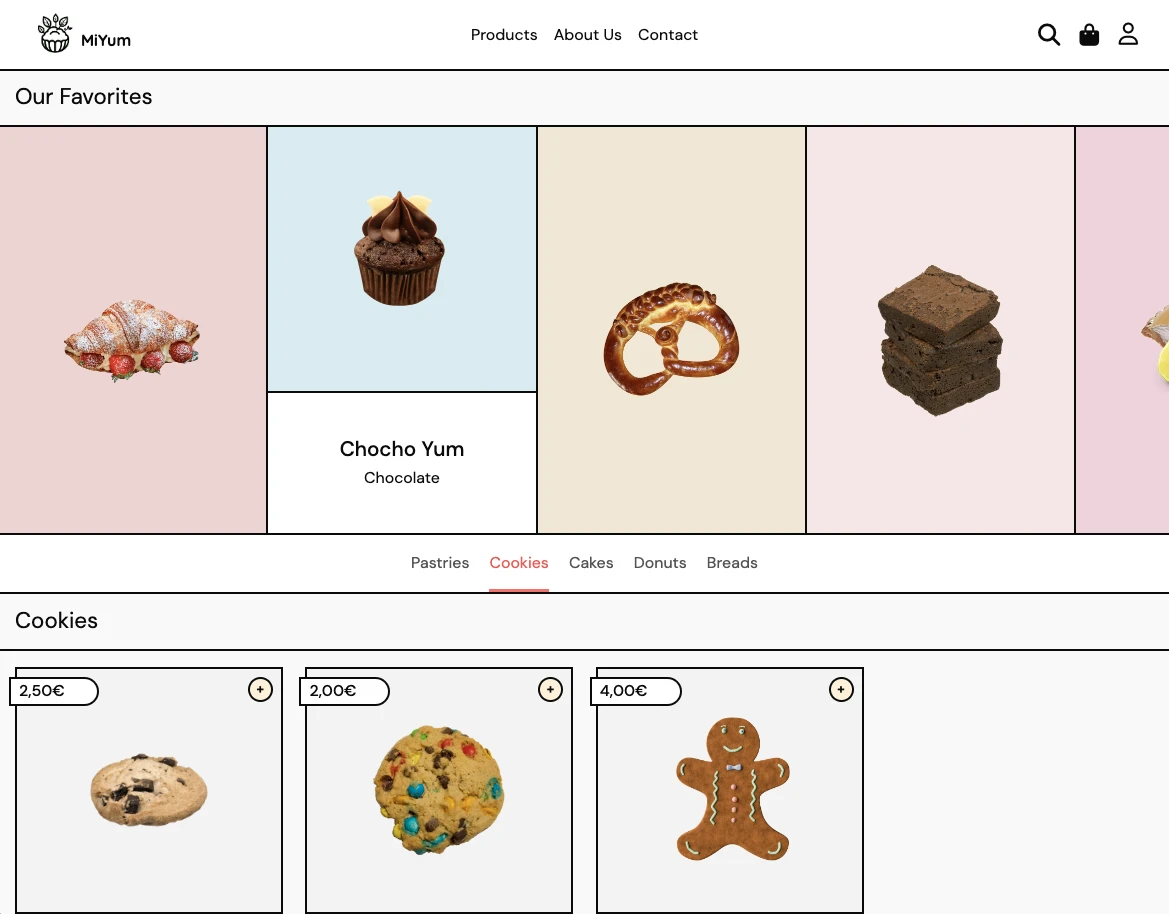 MiYum
Products About Us Contact
Our Favorites
Chocho Yum
Chocolate
Pastries Cookies Cakes Donuts Breads
Cookies
2,50€ + 2,00€ + 4,00€ +